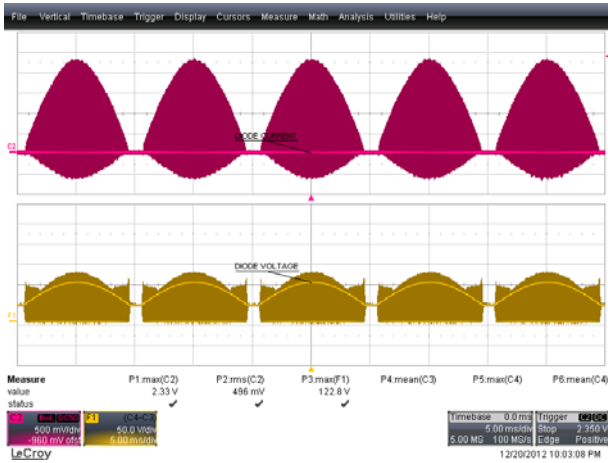 File Vertical Timebase Trigger Display Cursors Measure Math Analysis Utilities Help
C2
DIODE CURRENT
DIODE VOLTAGE
F1
Measure P1:max(C2) P2:rms(C2) P3:max(F1) P4:mean(C3) P5:max(C4) P6:mean(C4)
value 2.33 V 496 mV 122.8 V
status ✓ ✓ ✓
C2 BwL DC50 F1 (C4-C3) Timebase 0.0 ms Trigger C2 DC
500 mV/div 50.0 V/div 5.00 ms/div Stop 2.350 V
-960 mV ofst 5.00 ms/div 5.00 MS 100 MS/s Edge Positive
LeCroy 12/20/2012 10:03:08 PM